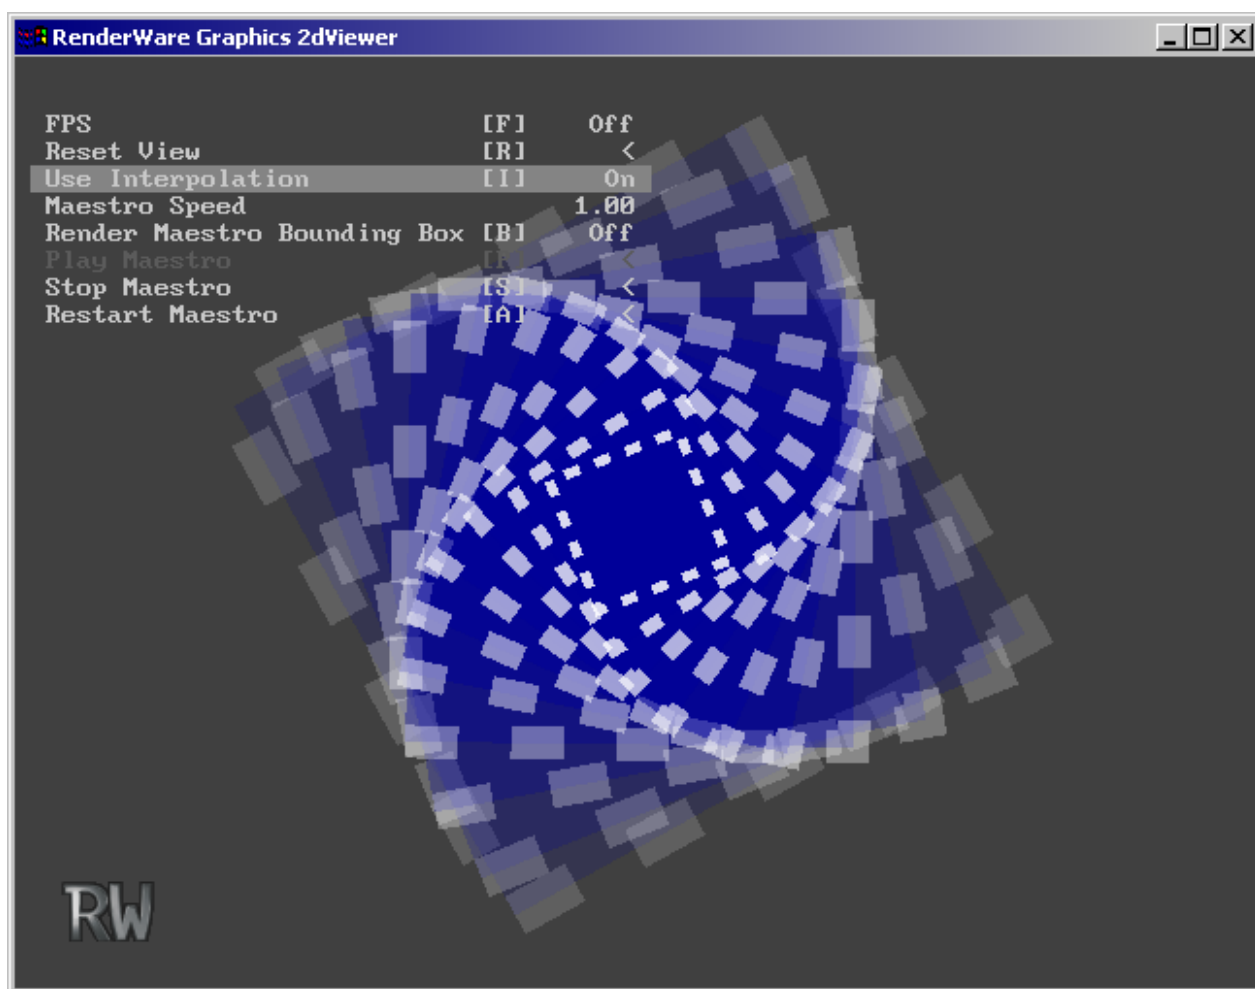 RenderWare Graphics 2dViewer
FPS [F] Off
Reset View [R] <
Use Interpolation [I] On
Maestro Speed 1.00
Render Maestro Bounding Box [B] Off
Play Maestro [P] <
Stop Maestro [S] <
Restart Maestro [A] <
RW